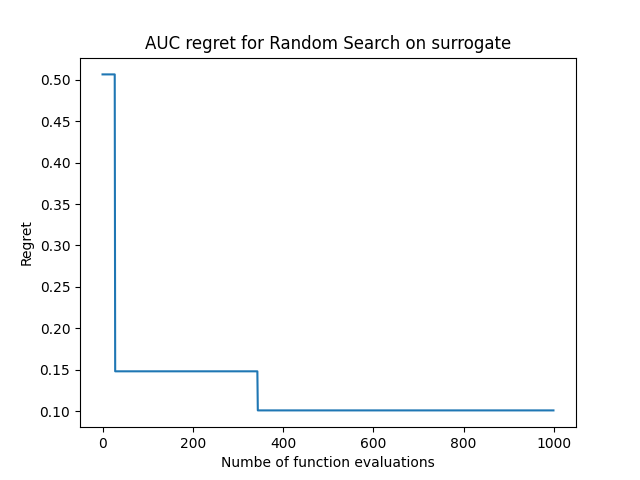 AUC regret for Random Search on surrogate
0.50
0.45
0.40
0.35
0.30
0.25
0.20
0.15
0.10
Regret
0 200 400 600 800 1000
Numbe of function evaluations